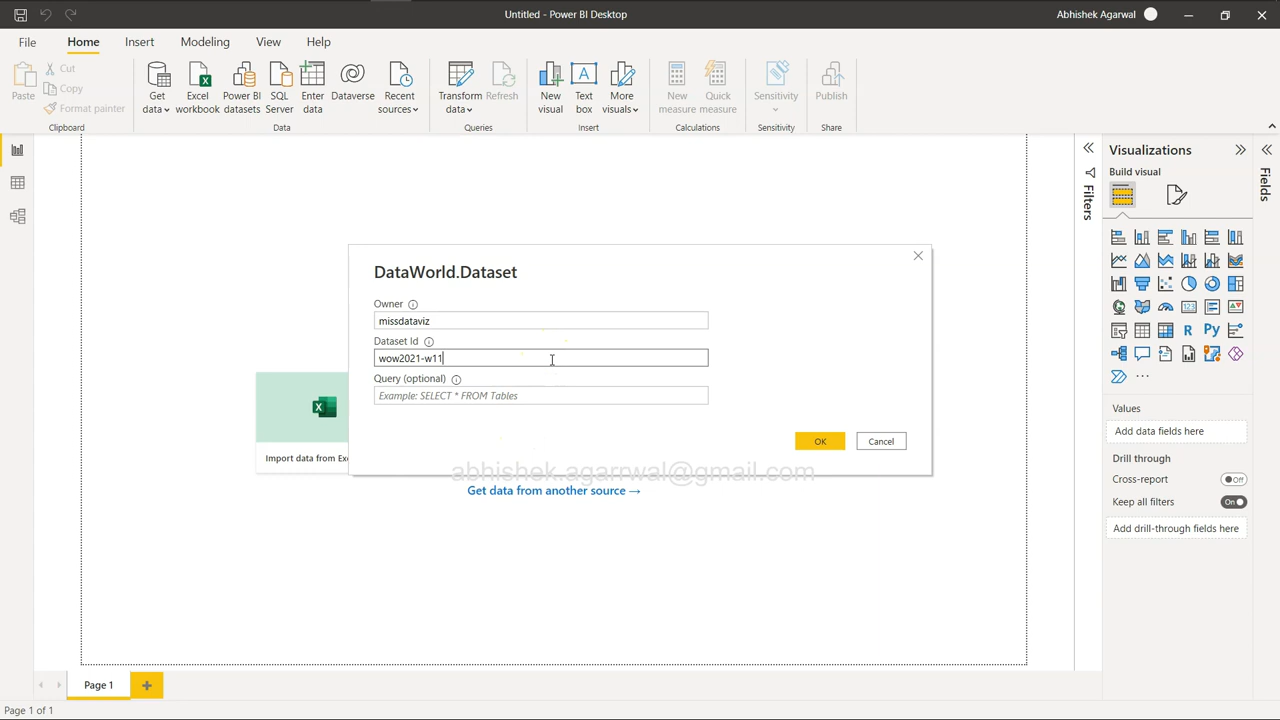 Untitled - Power BI Desktop
Abhishek Agarwal
File Home Insert Modeling View Help
Paste
Cut
Copy
Format painter
Clipboard
Get data
Excel workbook
Power BI datasets
SQL Server
Enter data
Dataverse
Recent sources
Data
Transform data
Refresh
Queries
New visual
Text box
More visuals
Insert
New measure
Quick measure
Calculations
Sensitivity
Sensitivity
Publish
Share
Filters
Visualizations
Build visual
Fields
DataWorld.Dataset
Owner
missdataviz
Dataset Id
wow2021-w11
Query (optional)
Example: SELECT * FROM Tables
OK
Cancel
X
Import data from Ex
abhishek.agarrwal@gmail.com
Get data from another source →
R
Py
123
Values
Add data fields here
Drill through
Cross-report
Off
Keep all filters
On
Add drill-through fields here
Page 1
Page 1 of 1